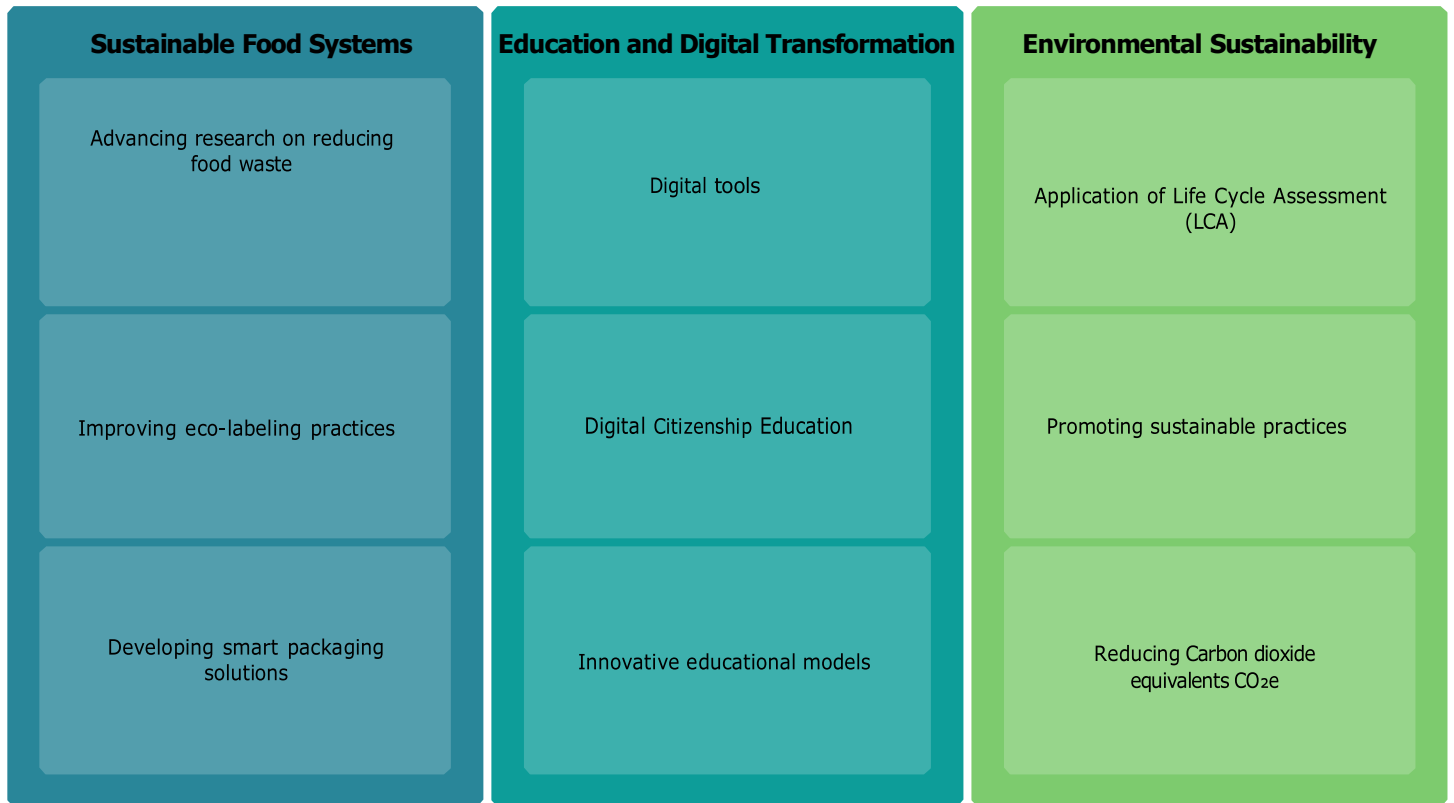 Sustainable Food Systems
Advancing research on reducing
food waste
Improving eco-labeling practices
Developing smart packaging
solutions
Education and Digital Transformation
Digital tools
Digital Citizenship Education
Innovative educational models
Environmental Sustainability
Application of Life Cycle Assessment
(LCA)
Promoting sustainable practices
Reducing Carbon dioxide
equivalents CO₂e